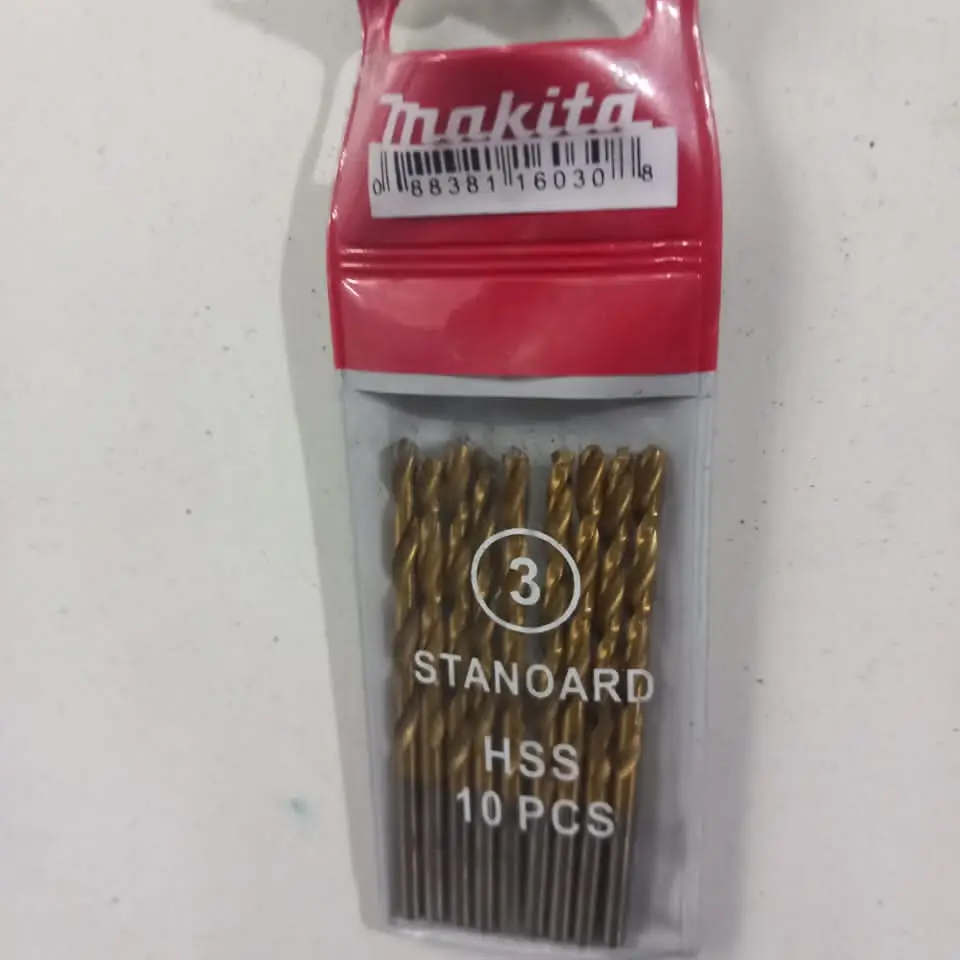 makita
0 88381 16030 8
3
STANOARD
HSS
10 PCS